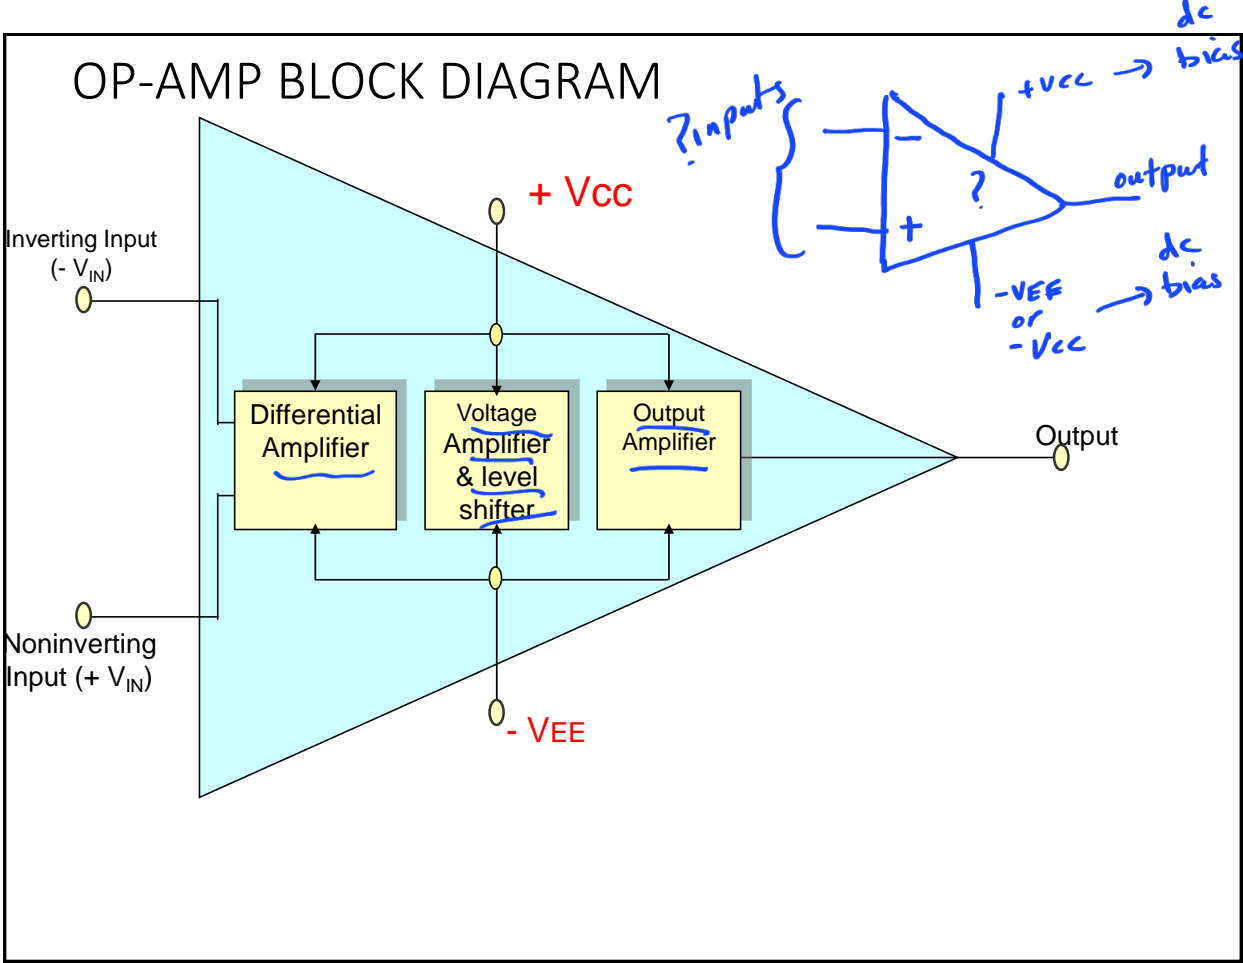 OP-AMP BLOCK DIAGRAM
dc
bias
+VCC →
?inputs
-
+
?
output
dc
bias
-VEE →
or
-Vcc
+ Vcc
Inverting Input
(- VIN)
Differential
Amplifier
Voltage
Amplifier
& level
shifter
Output
Amplifier
Output
Noninverting
Input (+ VIN)
- VEE